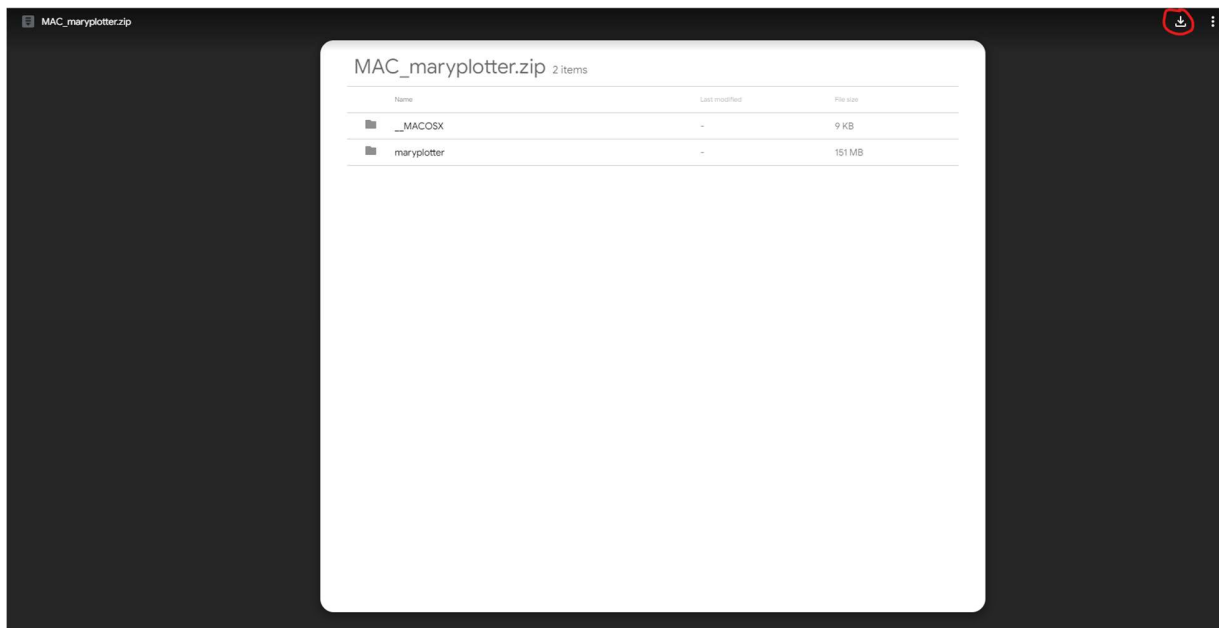 MAC_maryplotter.zip
MAC_maryplotter.zip 2 items
Name Last modified File size
__MACOSX - 9 KB
maryplotter - 151 MB